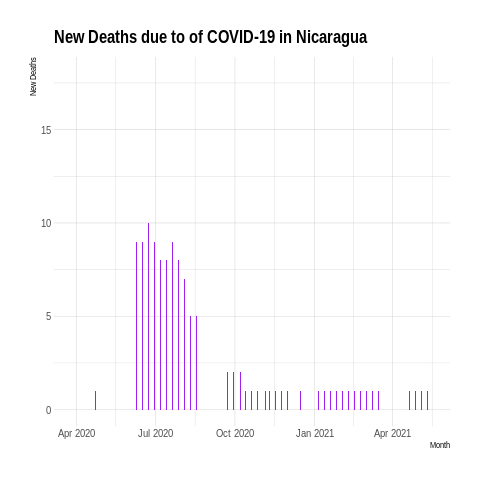 New Deaths due to of COVID-19 in Nicaragua
New Deaths
15
10
5
0
Apr 2020 Jul 2020 Oct 2020 Jan 2021 Apr 2021
Month